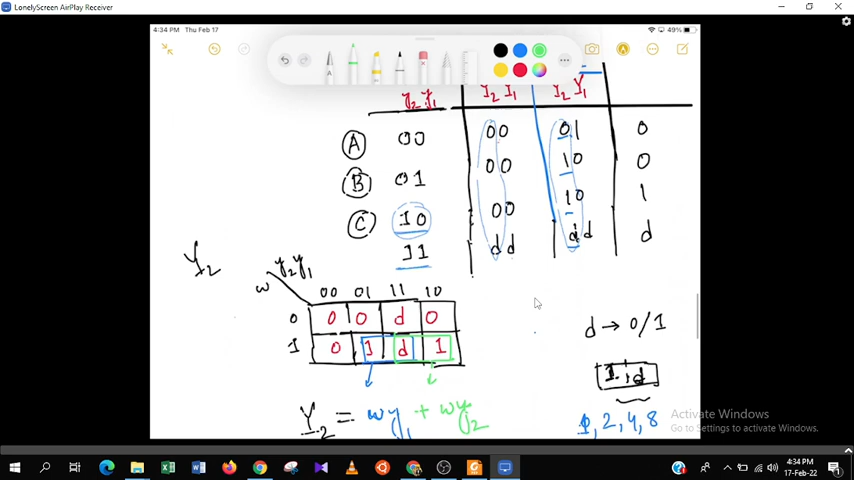 LonelyScreen AirPlay Receiver
4:34 PM Thu Feb 17
49%
y2 y1 Y2 Y1 Y2 Y1
A 00 00 01 0
B 01 00 10 0
C 10 00 10 1
11 dd dd d
Y2
w y2y1
00 01 11 10
0 0 0 d 0
1 0 1 d 1
d → 0/1
1, d
1, 2, 4, 8
Y2 = wy1 + wy2
Activate Windows
Go to Settings to activate Windows.
4:34 PM
17-Feb-22